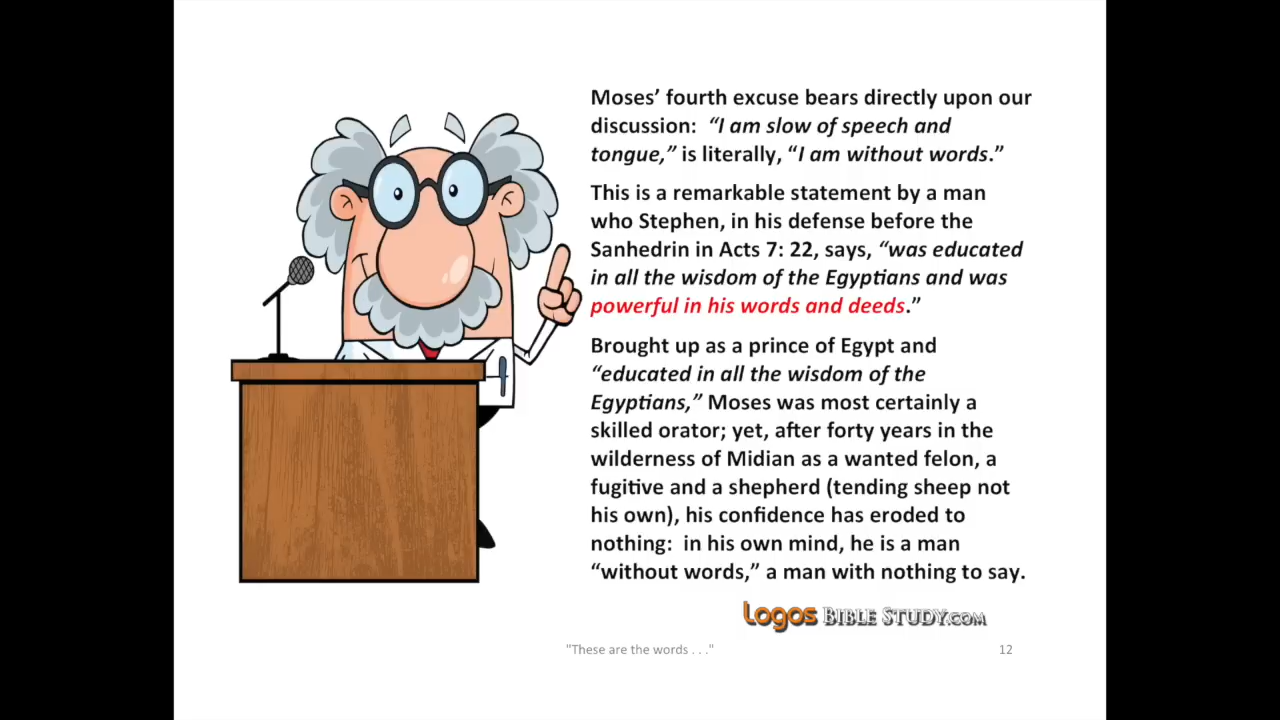 Moses’ fourth excuse bears directly upon our
discussion:  “I am slow of speech and
tongue,” is literally, “I am without words.”
This is a remarkable statement by a man
who Stephen, in his defense before the
Sanhedrin in Acts 7: 22, says, “was educated
in all the wisdom of the Egyptians and was
powerful in his words and deeds.”
Brought up as a prince of Egypt and
“educated in all the wisdom of the
Egyptians,” Moses was most certainly a
skilled orator; yet, after forty years in the
wilderness of Midian as a wanted felon, a
fugitive and a shepherd (tending sheep not
his own), his confidence has eroded to
nothing:  in his own mind, he is a man
“without words,” a man with nothing to say.
Logos BIBLE STUDY.COM
"These are the words . . ."
12